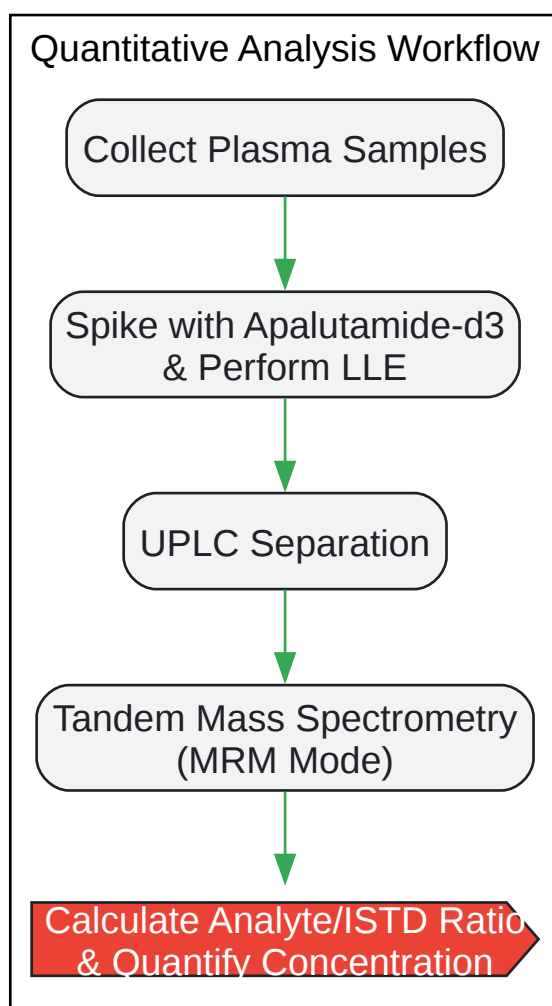 Quantitative Analysis Workflow
Collect Plasma Samples
Spike with Apalutamide-d3
& Perform LLE
UPLC Separation
Tandem Mass Spectrometry
(MRM Mode)
Calculate Analyte/ISTD Ratio
& Quantify Concentration